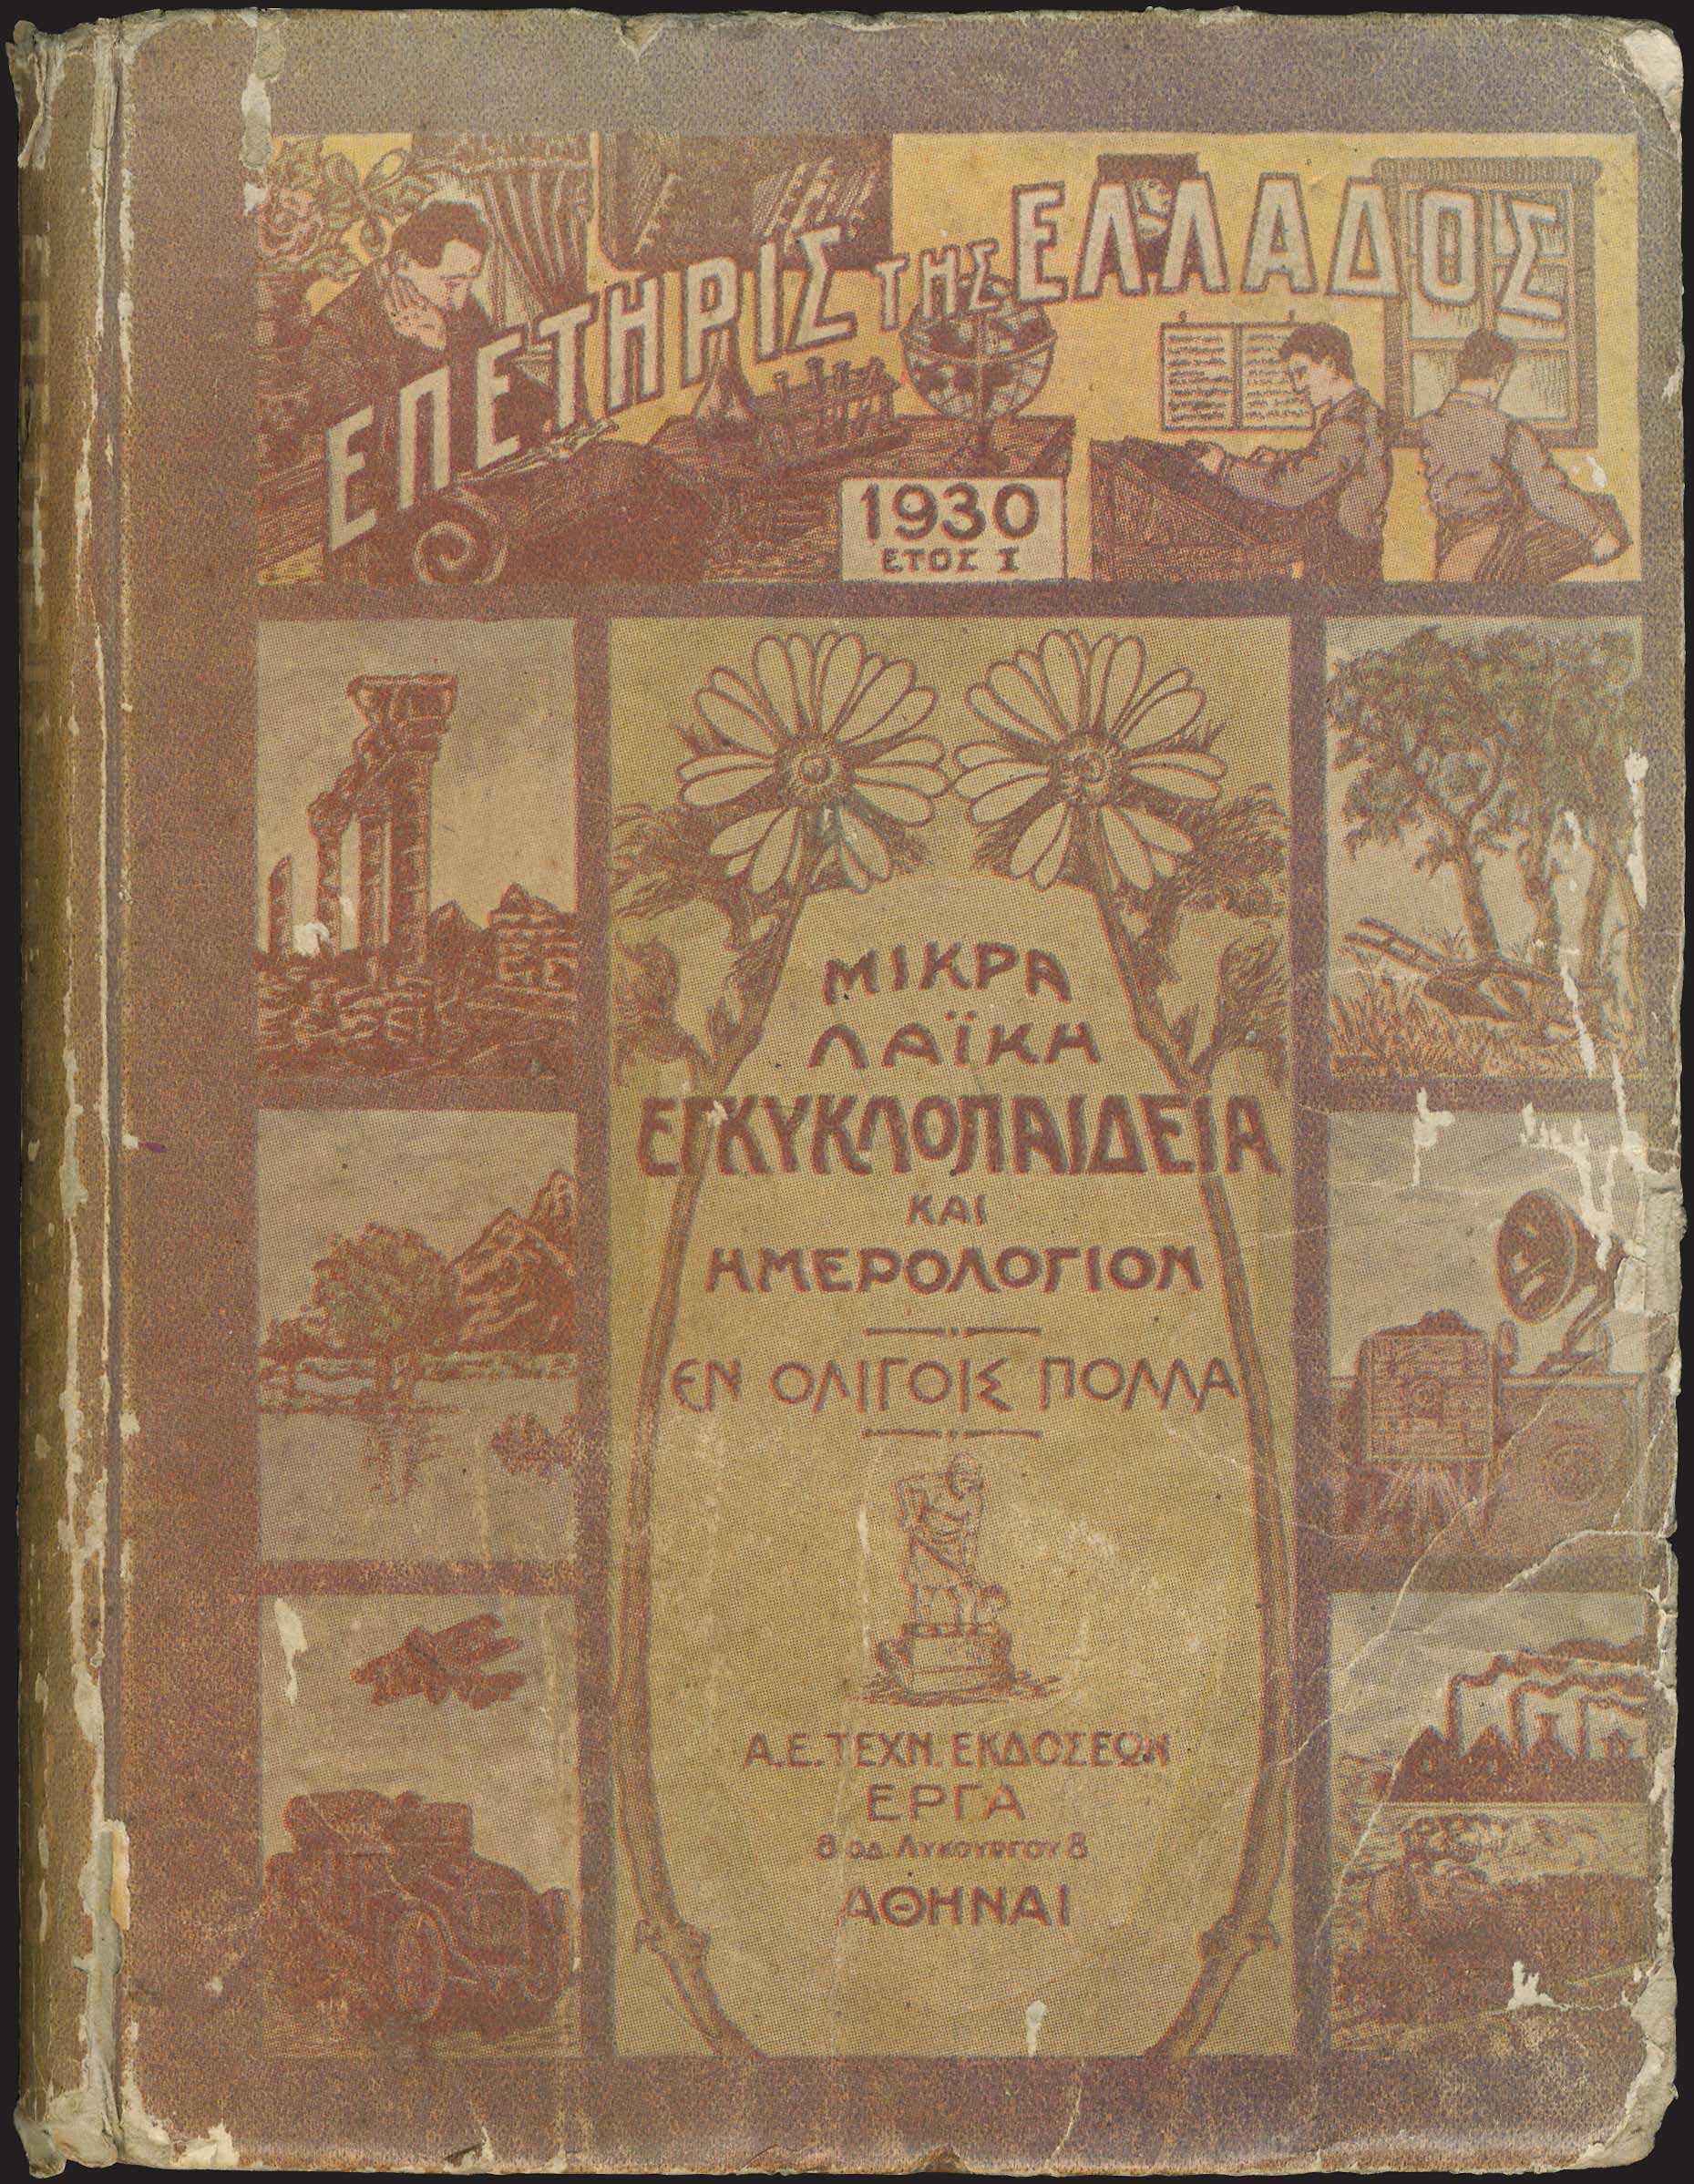 ΕΠΕΤΗΡΙΣ ΤΗΣ ΕΛΛΑΔΟΣ
1930
ΕΤΟΣ Ι
ΜΙΚΡΑ
ΛΑΪΚΗ
ΕΓΚΥΚΛΟΠΑΙΔΕΙΑ
ΚΑΙ
ΗΜΕΡΟΛΟΓΙΟΝ
ΕΝ ΟΛΙΓΟΙΣ ΠΟΛΛΑ
Α.Ε. ΤΕΧΝ. ΕΚΔΟΣΕΩΝ
ΕΡΓΑ
8 ΟΔ. ΛΥΚΟΥΡΓΟΥ 8
ΑΘΗΝΑΙ